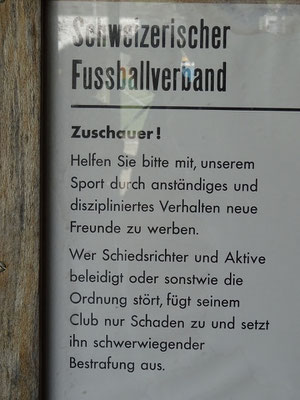 Schweizerischer
Fussballverband
Zuschauer!
Helfen Sie bitte mit, unserem
Sport durch anständiges und
diszipliniertes Verhalten neue
Freunde zu werben.
Wer Schiedsrichter und Aktive
beleidigt oder sonstwie die
Ordnung stört, fügt seinem
Club nur Schaden zu und setzt
ihn schwerwiegender
Bestrafung aus.